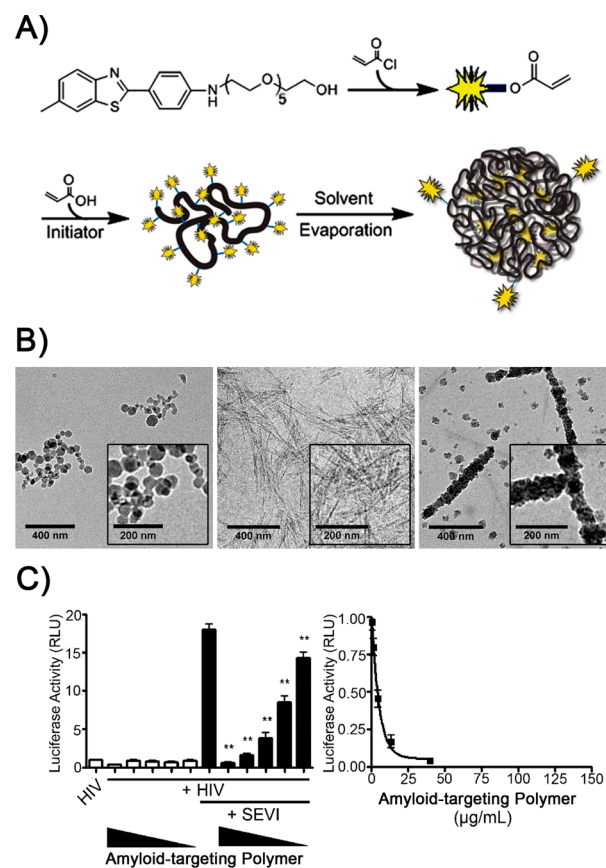 A)
N
S
N
H
O
5
OH
O
Cl
O
O
O
OH
Initiator
Solvent
Evaporation
B)
400 nm
200 nm
400 nm
200 nm
400 nm
200 nm
C)
Luciferase Activity (RLU)
20
15
10
5
0
**
**
**
**
**
HIV
+ HIV
+ SEVI
Amyloid-targeting Polymer
Luciferase Activity (RLU)
1.00
0.75
0.50
0.25
0.00
0 25 50 75 100 125 150
Amyloid-targeting Polymer
(µg/mL)